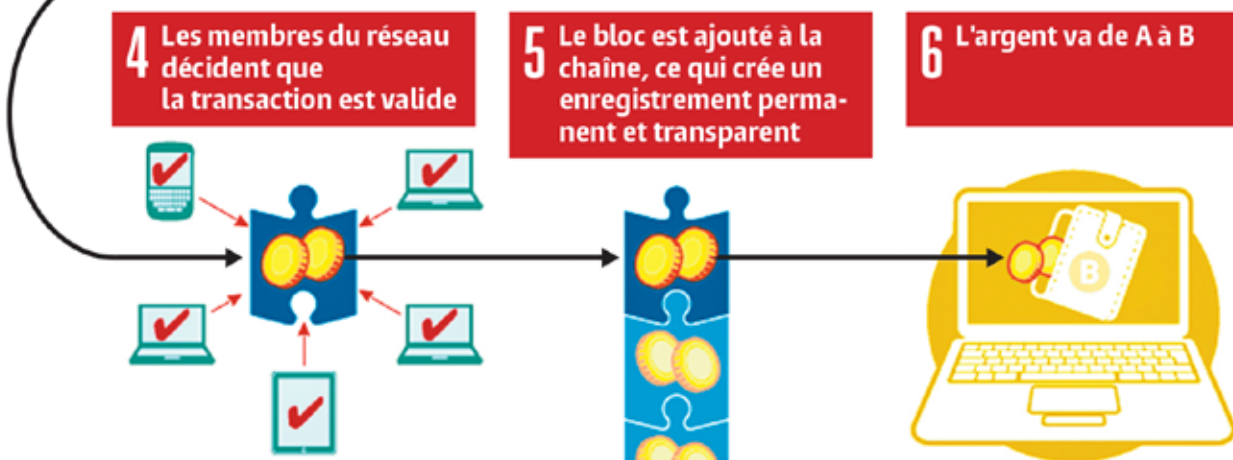 4 Les membres du réseau
décident que
la transaction est valide
5 Le bloc est ajouté à la
chaîne, ce qui crée un
enregistrement perma-
nent et transparent
6 L'argent va de A à B
B